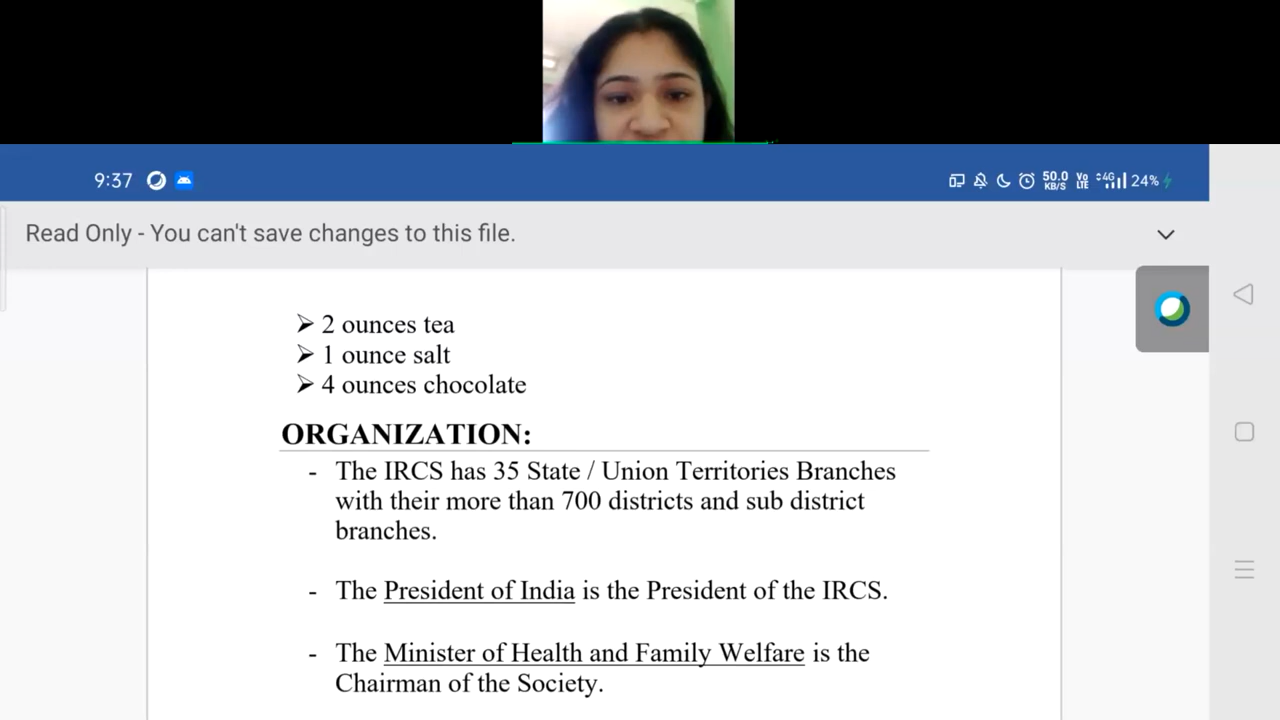 9:37 50.0 KB/S Vo LTE 4G 24%
Read Only - You can't save changes to this file.
➢ 2 ounces tea
➢ 1 ounce salt
➢ 4 ounces chocolate
ORGANIZATION:
- The IRCS has 35 State / Union Territories Branches
with their more than 700 districts and sub district
branches.
- The President of India is the President of the IRCS.
- The Minister of Health and Family Welfare is the
Chairman of the Society.